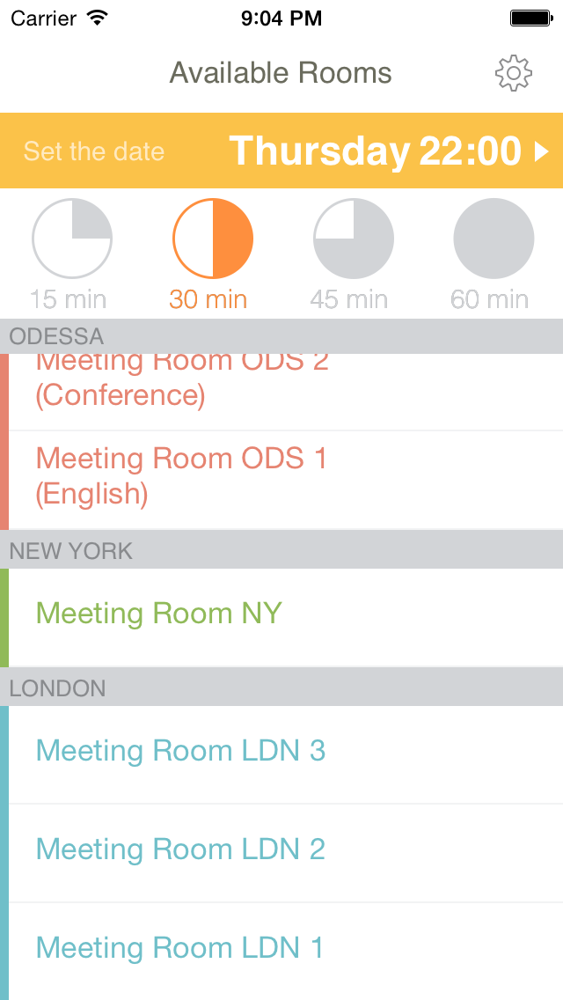 Carrier 9:04 PM
Available Rooms
Set the date Thursday 22:00
15 min 30 min 45 min 60 min
ODESSA
Meeting Room ODS 2
(Conference)
Meeting Room ODS 1
(English)
NEW YORK
Meeting Room NY
LONDON
Meeting Room LDN 3
Meeting Room LDN 2
Meeting Room LDN 1